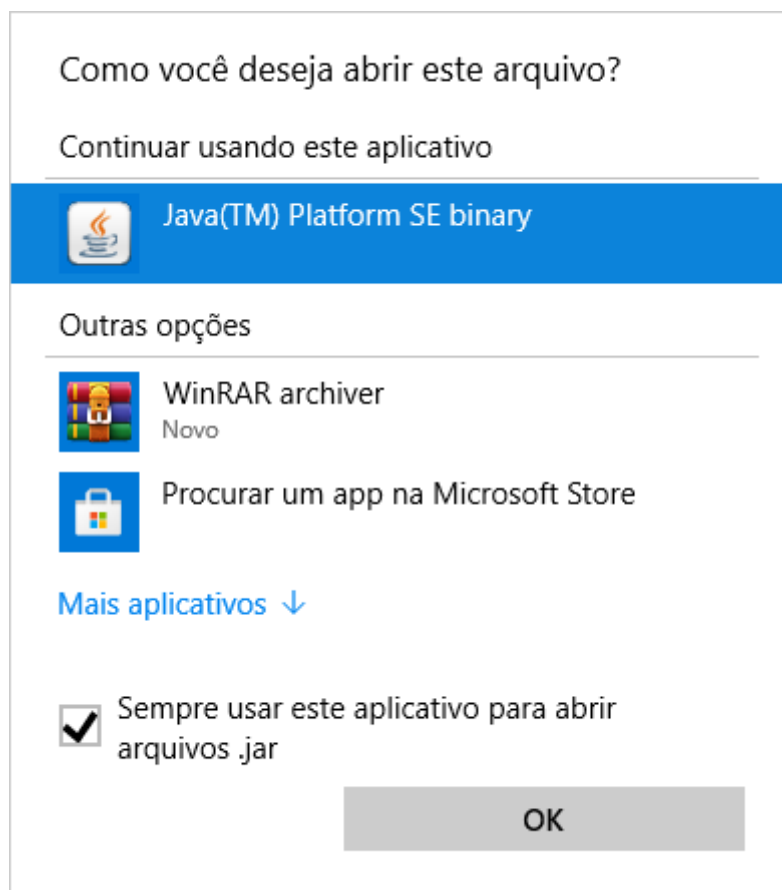 Como você deseja abrir este arquivo?
Continuar usando este aplicativo
Java(TM) Platform SE binary
Outras opções
WinRAR archiver
Novo
Procurar um app na Microsoft Store
Mais aplicativos ↓
Sempre usar este aplicativo para abrir
arquivos .jar
OK